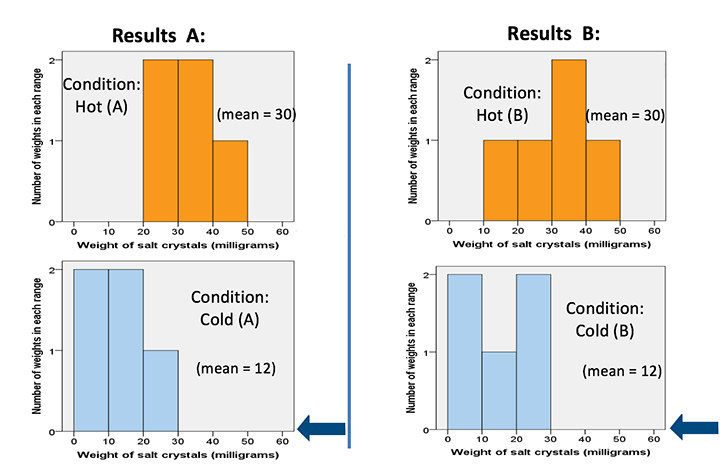 Results A:
Number of weights in each range
2
1
0
Condition:
Hot (A)
(mean = 30)
0 10 20 30 40 50 60
Weight of salt crystals (milligrams)
Number of weights in each range
2
1
0
Condition:
Cold (A)
(mean = 12)
0 10 20 30 40 50 60
Weight of salt crystals (milligrams)
Results B:
Number of weights in each range
2
1
0
Condition:
Hot (B)
(mean = 30)
0 10 20 30 40 50 60
Weight of salt crystals (milligrams)
Number of weights in each range
2
1
0
Condition:
Cold (B)
(mean = 12)
0 10 20 30 40 50 60
Weight of salt crystals (milligrams)